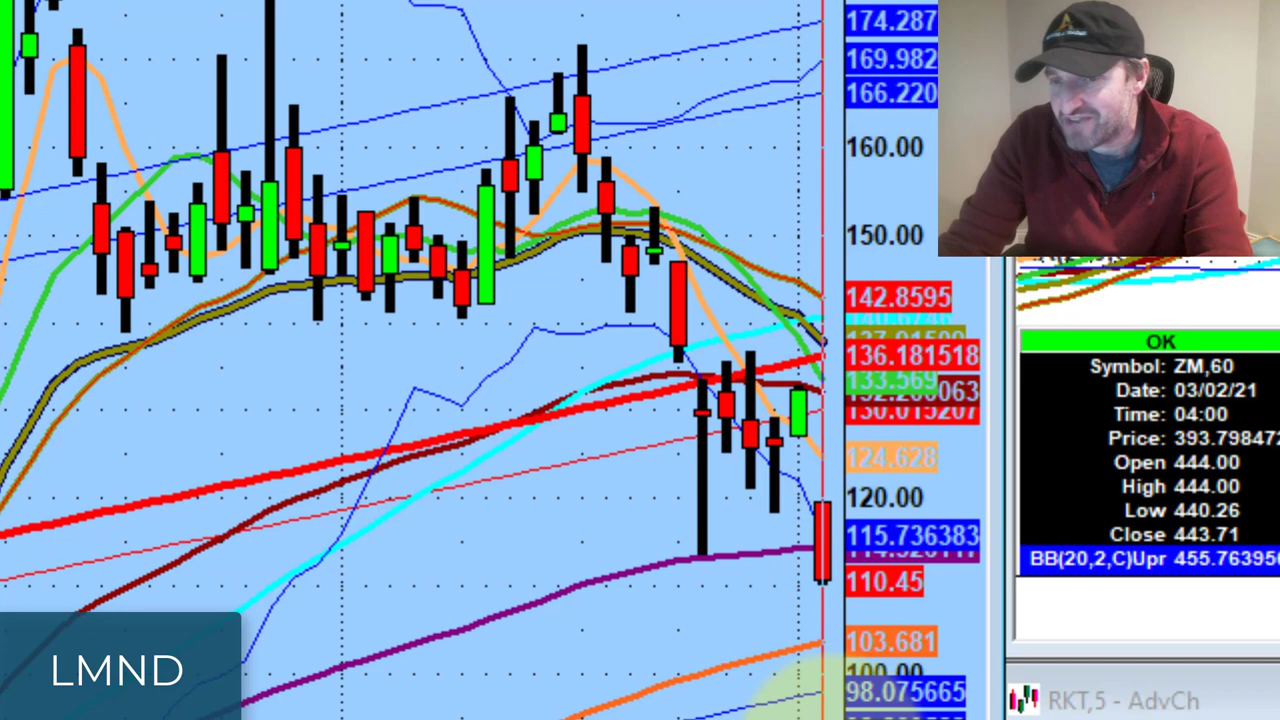 174.287
169.982
166.220
160.00
150.00
142.8595
136.181518
133.569
130.015207
124.628
120.00
115.736383
110.45
103.681
100.00
98.075665
LMND
OK
Symbol: ZM,60
Date: 03/02/21
Time: 04:00
Price: 393.798472
Open 444.00
High 444.00
Low 440.26
Close 443.71
BB(20,2,C)Upr 455.763950
RKT,5 - AdvCh